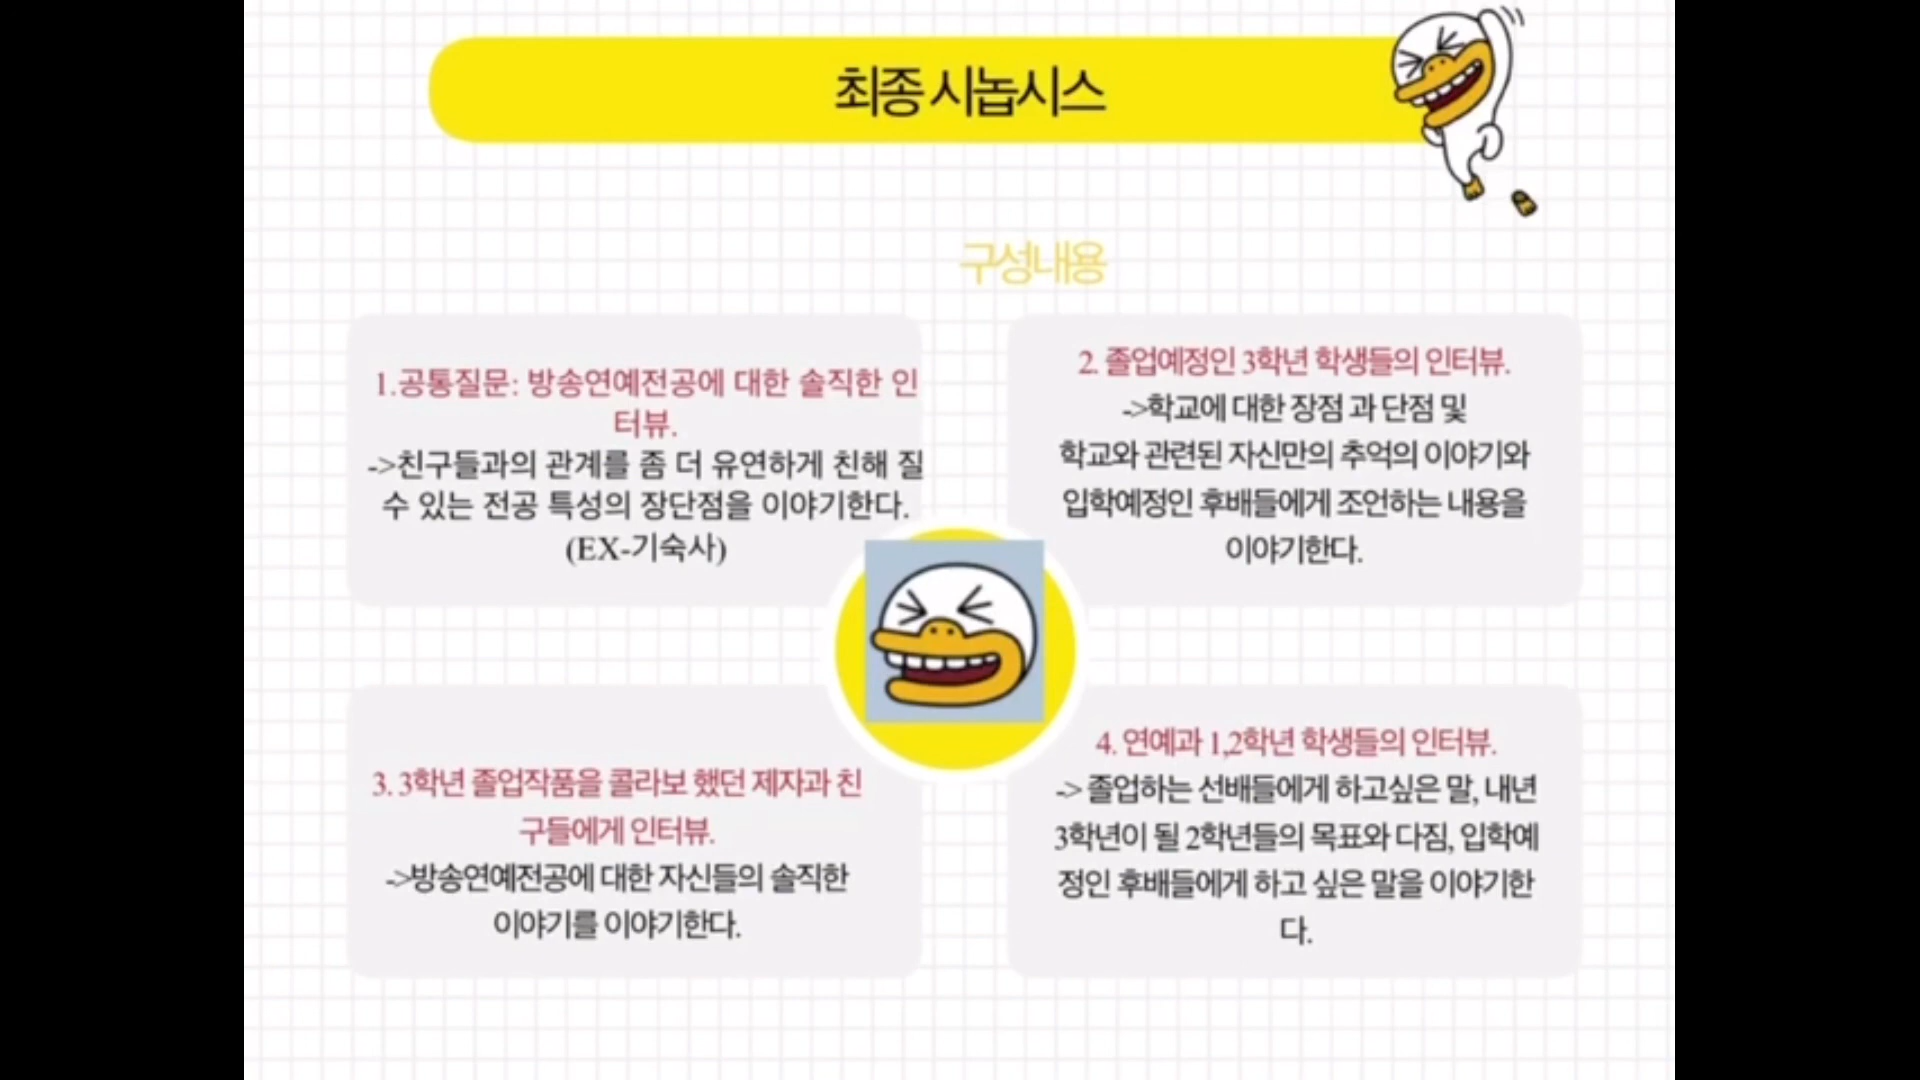 최종 시놉시스
구성내용
1.공통질문: 방송연예전공에 대한 솔직한 인
터뷰.
->친구들과의 관계를 좀 더 유연하게 친해 질
수 있는 전공 특성의 장단점을 이야기한다.
(EX-기숙사)
2. 졸업예정인 3학년 학생들의 인터뷰.
->학교에 대한 장점 과 단점 및
학교와 관련된 자신만의 추억의 이야기와
입학예정인 후배들에게 조언하는 내용을
이야기한다.
3. 3학년 졸업작품을 콜라보 했던 제자과 친
구들에게 인터뷰.
->방송연예전공에 대한 자신들의 솔직한
이야기를 이야기한다.
4. 연예과 1,2학년 학생들의 인터뷰.
-> 졸업하는 선배들에게 하고싶은 말, 내년
3학년이 될 2학년들의 목표와 다짐, 입학예
정인 후배들에게 하고 싶은 말을 이야기한
다.